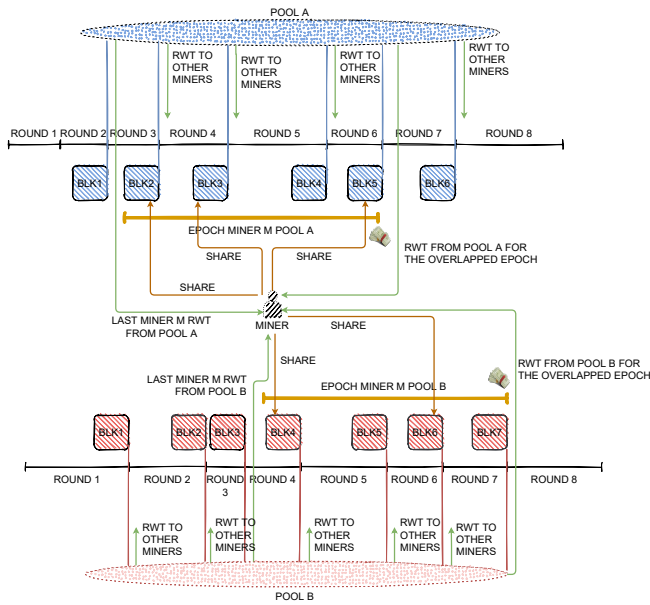 POOL A
RWT TO
OTHER
MINERS
RWT TO
OTHER
MINERS
RWT TO
OTHER
MINERS
RWT TO
OTHER
MINERS
ROUND 1
ROUND 2
ROUND 3
ROUND 4
ROUND 5
ROUND 6
ROUND 7
ROUND 8
BLK1
BLK2
BLK3
BLK4
BLK5
BLK6
EPOCH MINER M POOL A
RWT FROM POOL A FOR
THE OVERLAPPED EPOCH
SHARE
SHARE
SHARE
LAST MINER M RWT
FROM POOL A
MINER
SHARE
SHARE
RWT FROM POOL B FOR
THE OVERLAPPED EPOCH
LAST MINER M RWT
FROM POOL B
EPOCH MINER M POOL B
BLK1
BLK2
BLK3
BLK4
BLK5
BLK6
BLK7
ROUND 1
ROUND 2
ROUND
3
ROUND 4
ROUND 5
ROUND 6
ROUND 7
ROUND 8
RWT TO
OTHER
MINERS
RWT TO
OTHER
MINERS
RWT TO
OTHER
MINERS
RWT TO
OTHER
MINERS
RWT TO
OTHER
MINERS
POOL B